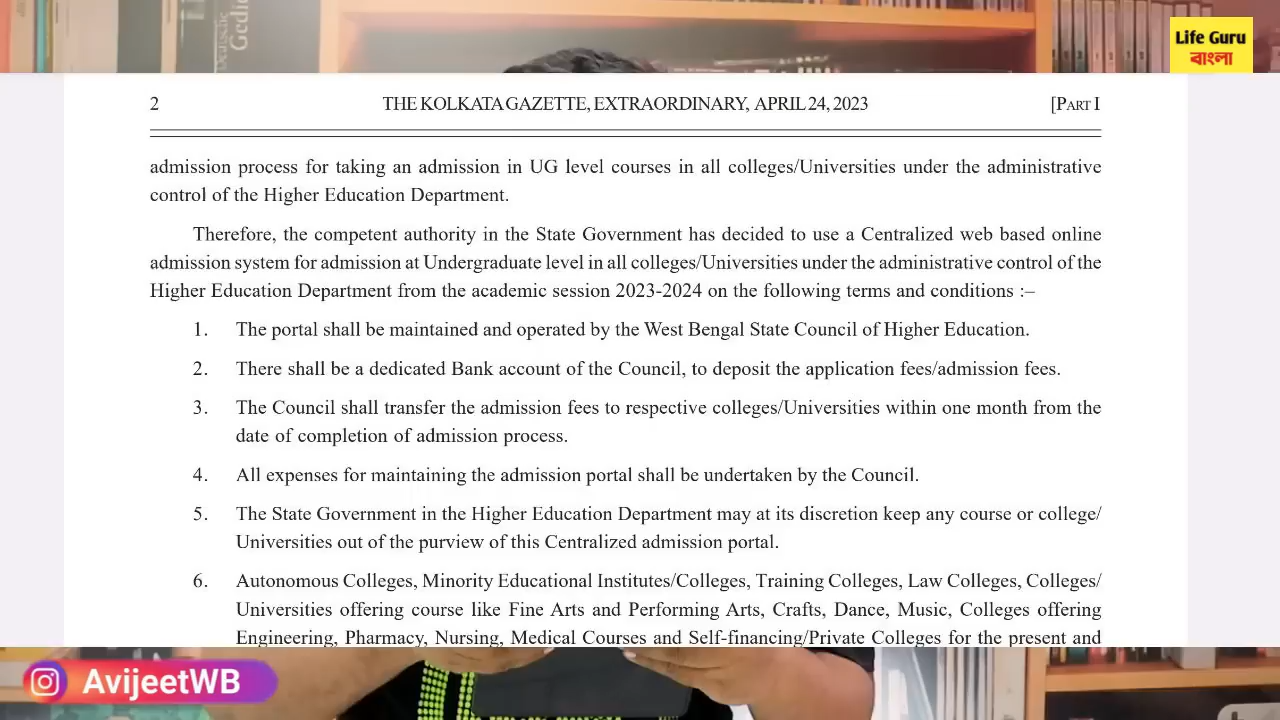 Life Guru
বাংলা
2 THE KOLKATA GAZETTE, EXTRAORDINARY, APRIL 24, 2023 [PART I
admission process for taking an admission in UG level courses in all colleges/Universities under the administrative
control of the Higher Education Department.
Therefore, the competent authority in the State Government has decided to use a Centralized web based online
admission system for admission at Undergraduate level in all colleges/Universities under the administrative control of the
Higher Education Department from the academic session 2023-2024 on the following terms and conditions :–
1. The portal shall be maintained and operated by the West Bengal State Council of Higher Education.
2. There shall be a dedicated Bank account of the Council, to deposit the application fees/admission fees.
3. The Council shall transfer the admission fees to respective colleges/Universities within one month from the
date of completion of admission process.
4. All expenses for maintaining the admission portal shall be undertaken by the Council.
5. The State Government in the Higher Education Department may at its discretion keep any course or college/
Universities out of the purview of this Centralized admission portal.
6. Autonomous Colleges, Minority Educational Institutes/Colleges, Training Colleges, Law Colleges, Colleges/
Universities offering course like Fine Arts and Performing Arts, Crafts, Dance, Music, Colleges offering
Engineering, Pharmacy, Nursing, Medical Courses and Self-financing/Private Colleges for the present and
AvijeetWB